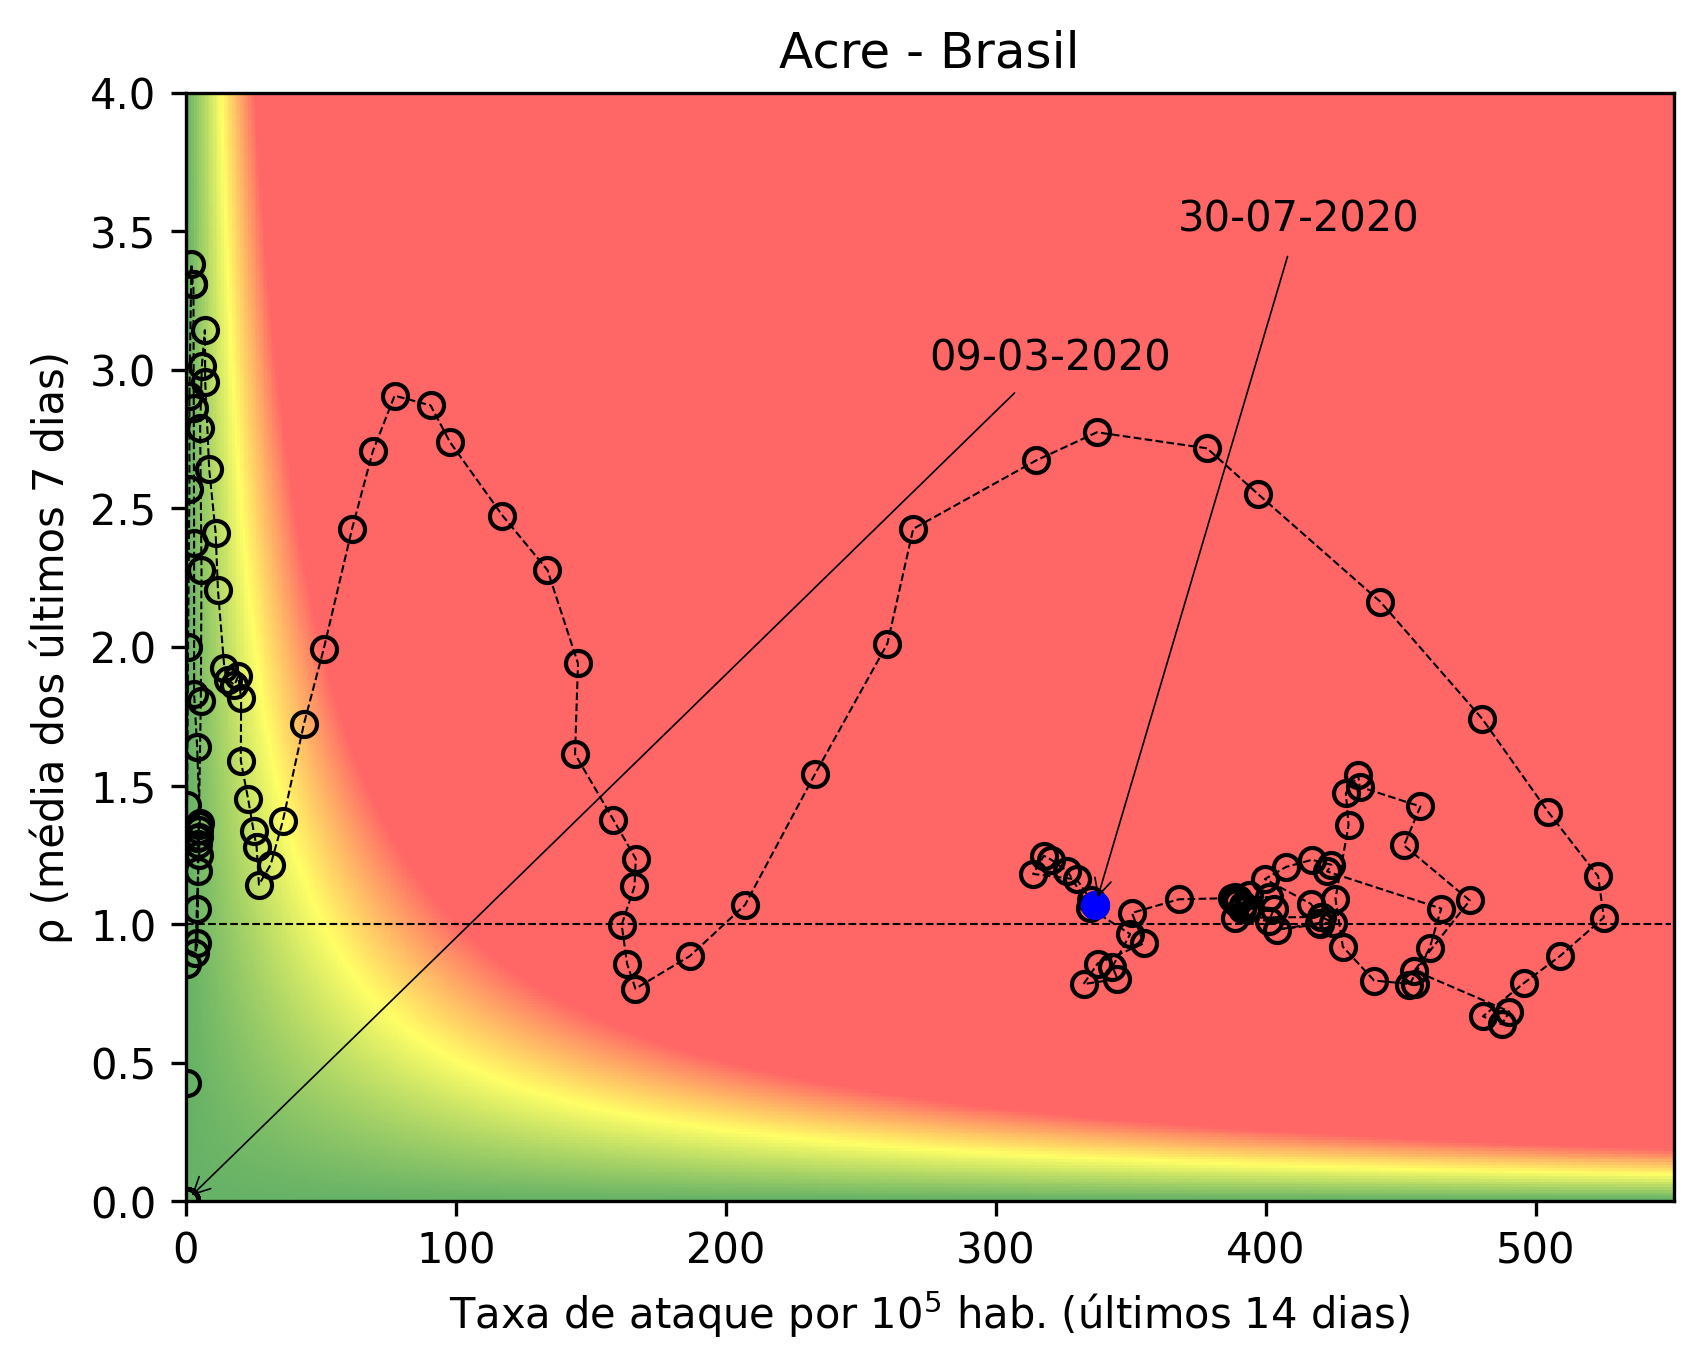 Acre - Brasil
4.0
3.5
3.0
2.5
2.0
1.5
1.0
0.5
0.0
ρ (média dos últimos 7 dias)
30-07-2020
09-03-2020
0 100 200 300 400 500
Taxa de ataque por 10⁵ hab. (últimos 14 dias)